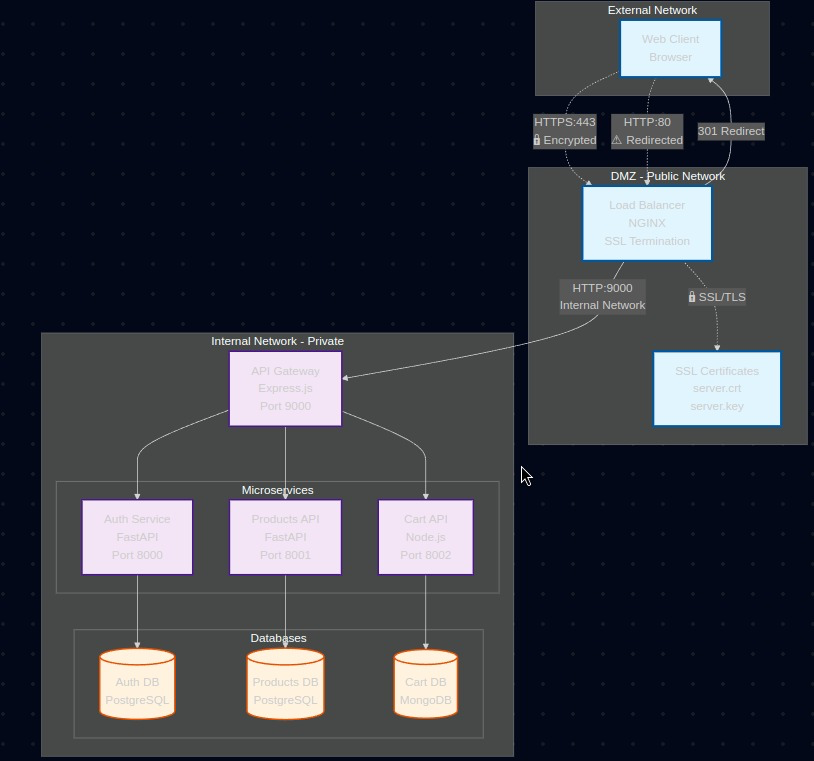 External Network
Web Client
Browser
HTTPS:443
🔒 Encrypted
HTTP:80
⚠ Redirected
301 Redirect
DMZ - Public Network
Load Balancer
NGINX
SSL Termination
HTTP:9000
Internal Network
🔒 SSL/TLS
SSL Certificates
server.crt
server.key
Internal Network - Private
API Gateway
Express.js
Port 9000
Microservices
Auth Service
FastAPI
Port 8000
Products API
FastAPI
Port 8001
Cart API
Node.js
Port 8002
Databases
Auth DB
PostgreSQL
Products DB
PostgreSQL
Cart DB
MongoDB